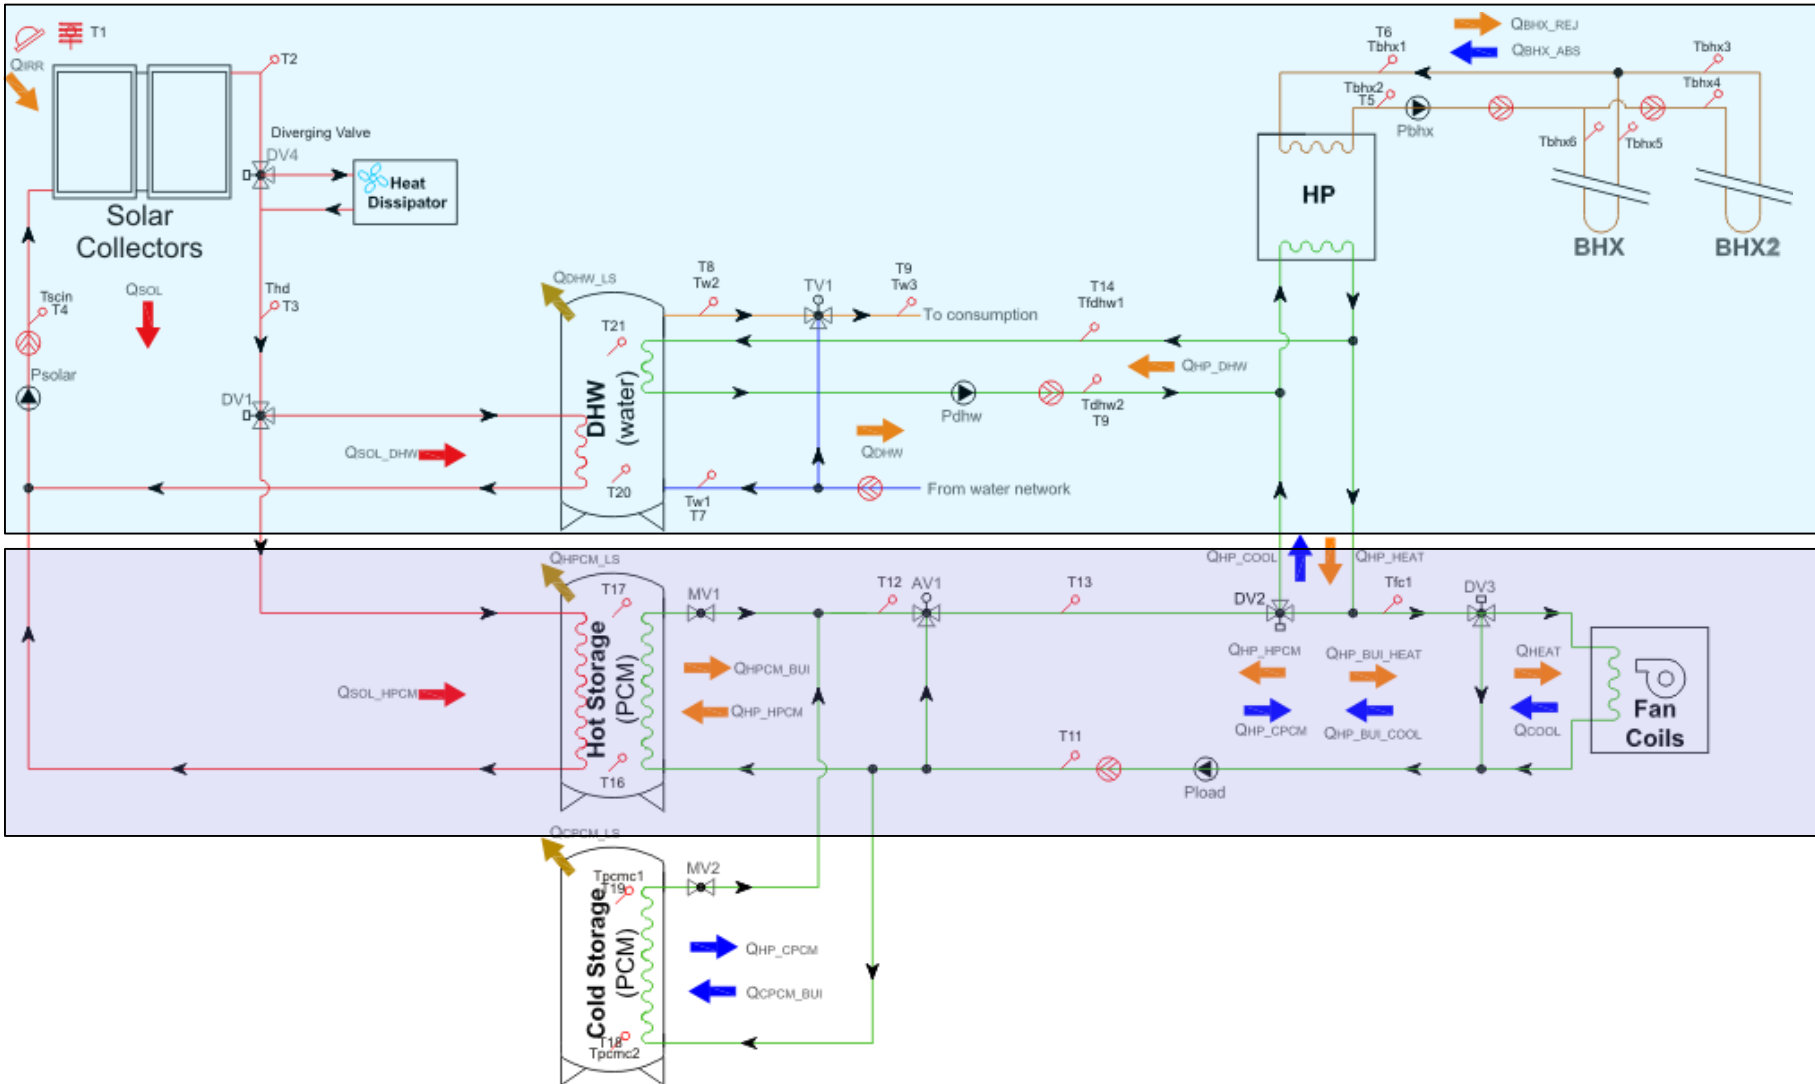 T1
QIRR
T2
Diverging Valve
DV4
Heat
Dissipator
Solar
Collectors
QSOL
Tscin
T4
Thd
T3
Psolar
DV1
QSOL_DHW
QDHW_LS
T21
DHW
(water)
T20
T8
Tw2
TV1
T9
Tw3
To consumption
T14
Tfdhw1
QHP_DHW
Pdhw
Tdhw2
T9
QDHW
Tw1
T7
From water network
T6
Tbhx1
QBHX_REJ
QBHX_ABS
Tbhx2
T5
Pbhx
Tbhx3
Tbhx4
Tbhx6
Tbhx5
HP
BHX
BHX2
QHP_COOL
QHP_HEAT
QHPCM_LS
T17
Hot Storage
(PCM)
T16
MV1
T12
AV1
T13
DV2
Tfc1
DV3
QSOL_HPCM
QHPCM_BUI
QHP_HPCM
QHP_HPCM
QHP_CPCM
QHP_BUI_HEAT
QHP_BUI_COOL
QHEAT
QCOOL
Fan
Coils
T11
Pload
QCPCM_LS
Tpcmc1
T19
Cold Storage
(PCM)
T18
Tpcmc2
MV2
QHP_CPCM
QCPCM_BUI